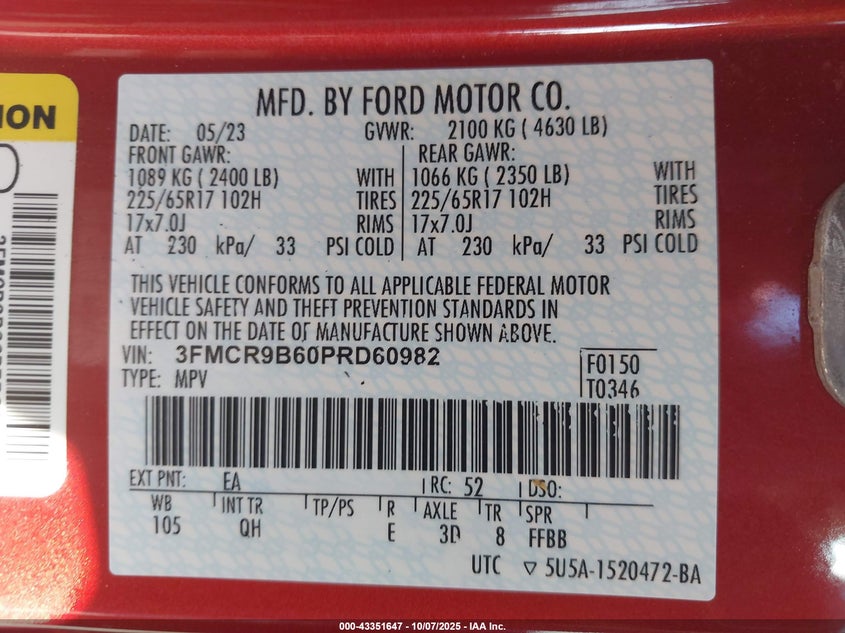 MFD. BY FORD MOTOR CO.
DATE: 05/23 GVWR: 2100 KG ( 4630 LB)
FRONT GAWR: REAR GAWR:
1089 KG ( 2400 LB) WITH 1066 KG ( 2350 LB) WITH
225/65R17 102H TIRES 225/65R17 102H TIRES
17x7.0J RIMS 17x7.0J RIMS
AT 230 kPa/ 33 PSI COLD AT 230 kPa/ 33 PSI COLD
THIS VEHICLE CONFORMS TO ALL APPLICABLE FEDERAL MOTOR
VEHICLE SAFETY AND THEFT PREVENTION STANDARDS IN
EFFECT ON THE DATE OF MANUFACTURE SHOWN ABOVE.
VIN: 3FMCR9B60PRD60982
F0150
TYPE: MPV
T0346
EXT PNT: EA RC: 52 DSO:
WB INT TR TP/PS R AXLE TR SPR
105 QH E 3D 8 FFBB
UTC ▽ 5U5A-1520472-BA
000-43351647 - 10/07/2025 - IAA Inc.